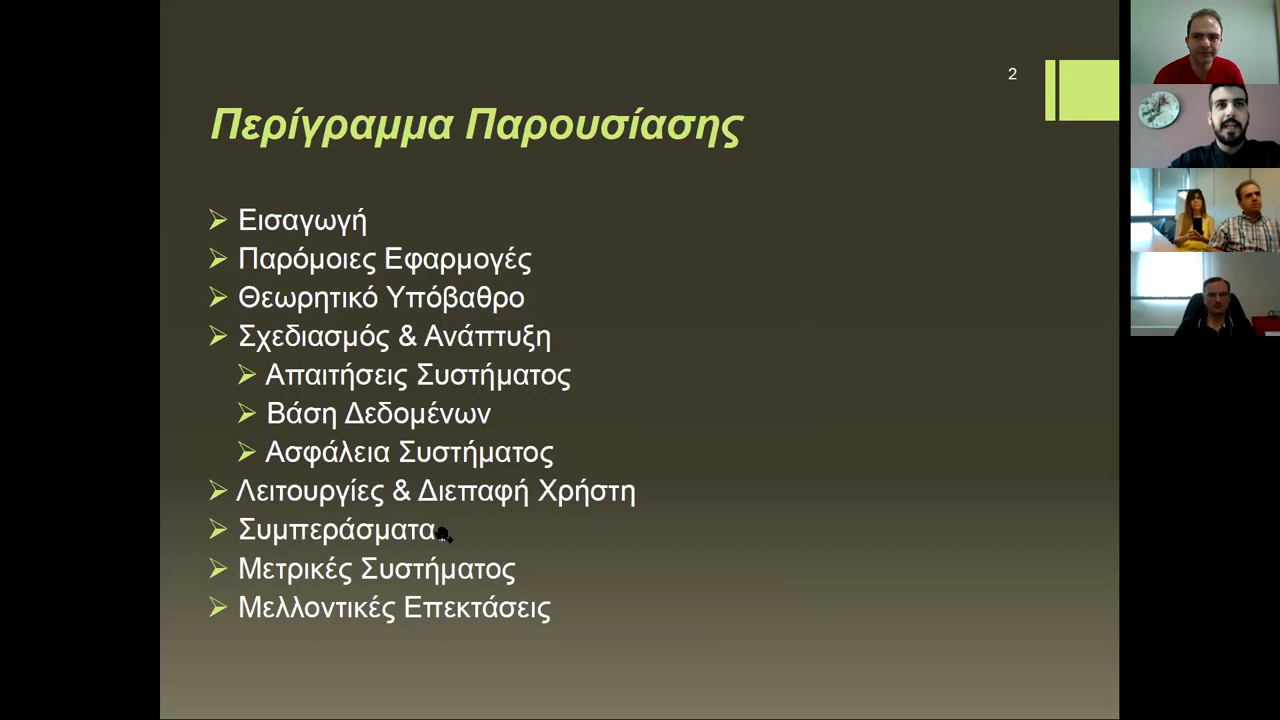 2
Περίγραμμα Παρουσίασης
Εισαγωγή
Παρόμοιες Εφαρμογές
Θεωρητικό Υπόβαθρο
Σχεδιασμός & Ανάπτυξη
Απαιτήσεις Συστήματος
Βάση Δεδομένων
Ασφάλεια Συστήματος
Λειτουργίες & Διεπαφή Χρήστη
Συμπεράσματα
Μετρικές Συστήματος
Μελλοντικές Επεκτάσεις